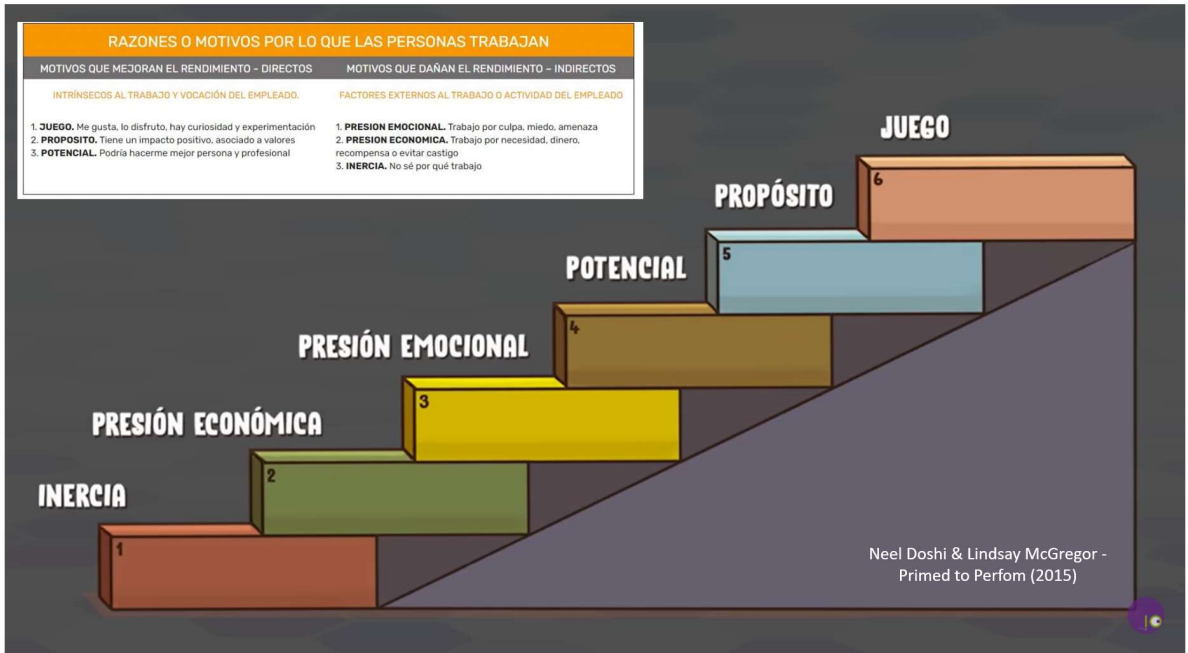 RAZONES O MOTIVOS POR LO QUE LAS PERSONAS TRABAJAN
MOTIVOS QUE MEJORAN EL RENDIMIENTO - DIRECTOS
INTRÍNSECOS AL TRABAJO Y VOCACIÓN DEL EMPLEADO.
1. JUEGO. Me gusta, lo disfruto, hay curiosidad y experimentación
2. PROPOSITO. Tiene un impacto positivo, asociado a valores
3. POTENCIAL. Podría hacerme mejor persona y profesional
MOTIVOS QUE DAÑAN EL RENDIMIENTO – INDIRECTOS
FACTORES EXTERNOS AL TRABAJO O ACTIVIDAD DEL EMPLEADO
1. PRESION EMOCIONAL. Trabajo por culpa, miedo, amenaza
2. PRESION ECONOMICA. Trabajo por necesidad, dinero,
recompensa o evitar castigo
3. INERCIA. No sé por qué trabajo
JUEGO
6
PROPÓSITO
5
POTENCIAL
4
PRESIÓN EMOCIONAL
3
PRESIÓN ECONÓMICA
2
INERCIA
1
Neel Doshi & Lindsay McGregor -
Primed to Perfom (2015)